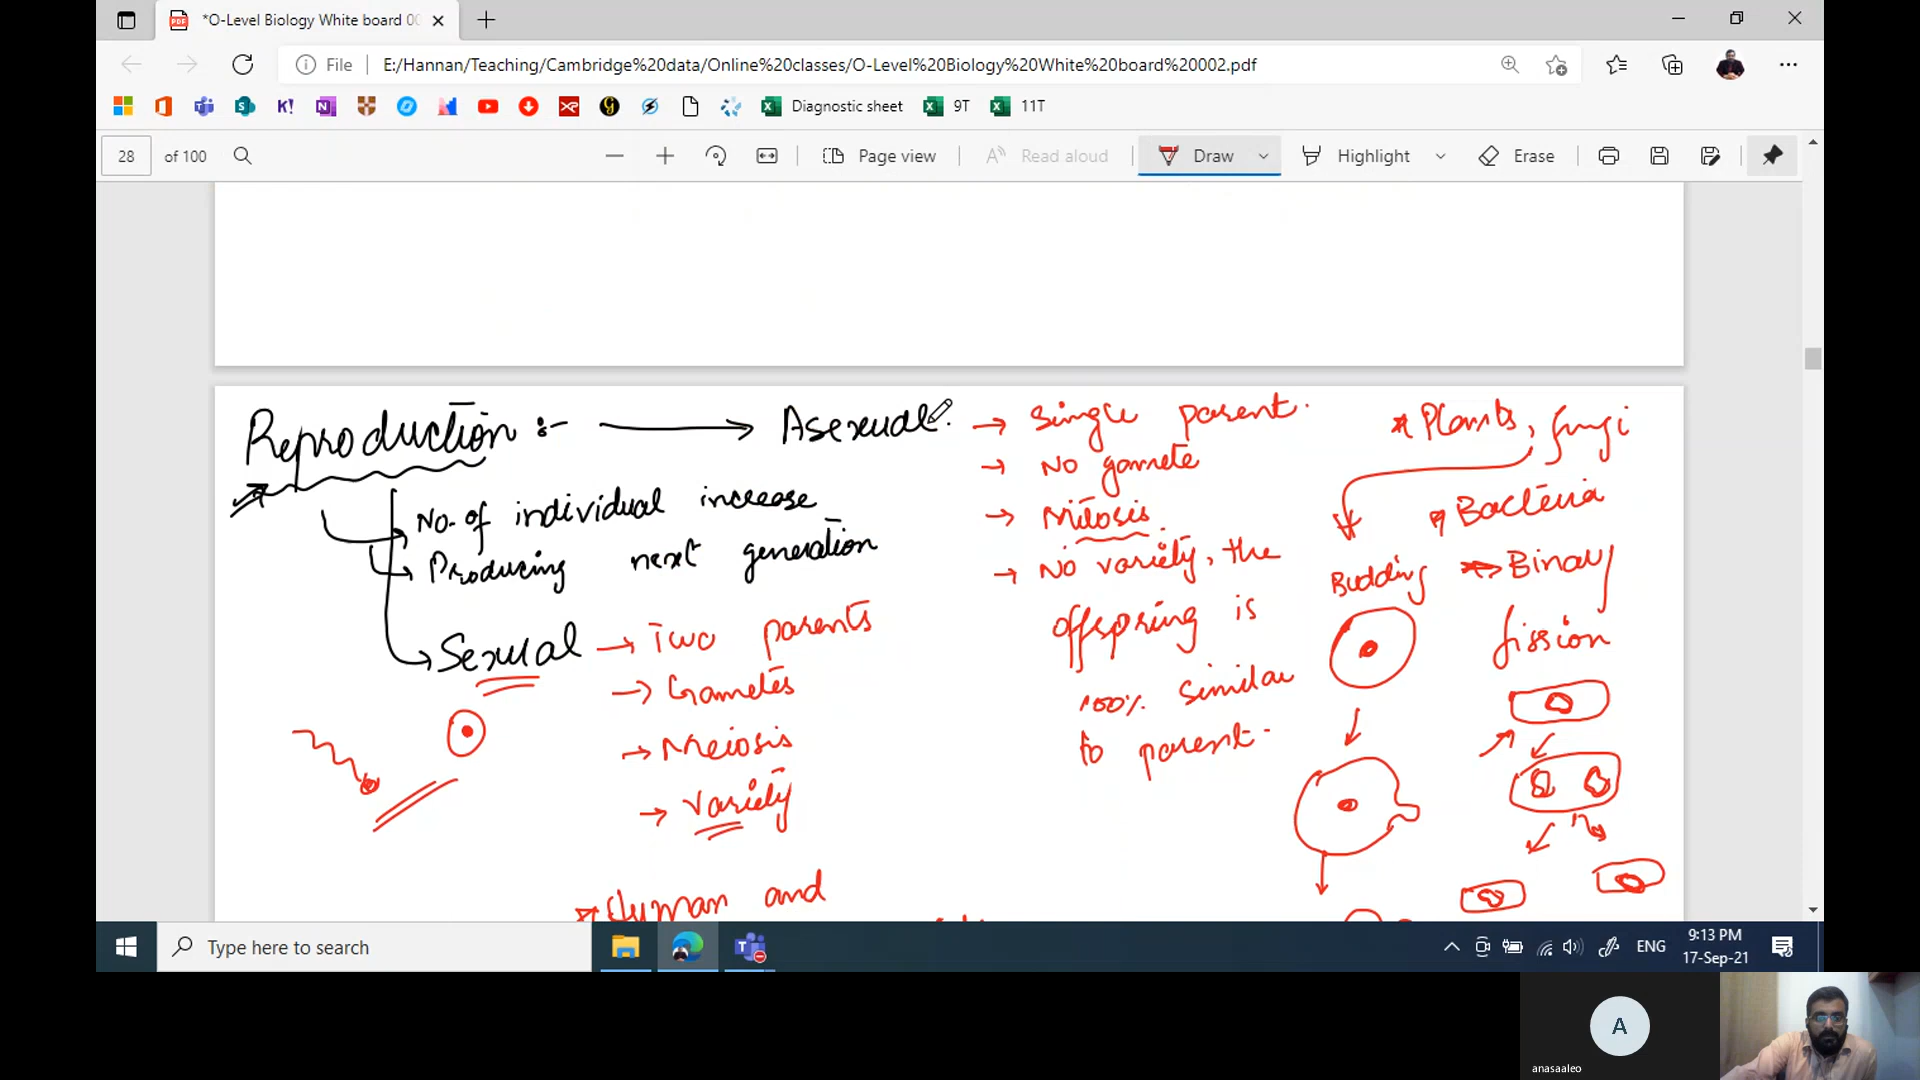 *O-Level Biology White board 00
File
E:/Hannan/Teaching/Cambridge%20data/Online%20classes/O-Level%20Biology%20White%20board%20002.pdf
K!
Diagnostic sheet
9T
11T
28
of 100
Page view
Read aloud
Draw
Highlight
Erase
Reproduction :-
Asexual.
→ No. of individual increase
→ Producing next generation
→ Sexual
→ Two parents
→ Gametes
→ Meiosis
→ variety
* Human and
→ Single parent.
→ No gamete
→ Mitosis
→ No variety, the
offspring is
100% similar
to parent.
* Plants, fungi
* Bacteria
Budding
→ Binary
fission
Type here to search
ENG
9:13 PM
17-Sep-21
A
anasaaleo